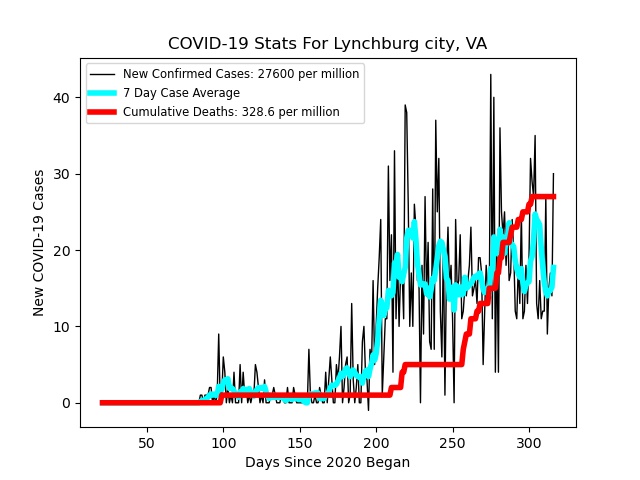 COVID-19 Stats For Lynchburg city, VA
New Confirmed Cases: 27600 per million
7 Day Case Average
Cumulative Deaths: 328.6 per million
New COVID-19 Cases
40
30
20
10
0
50 100 150 200 250 300
Days Since 2020 Began